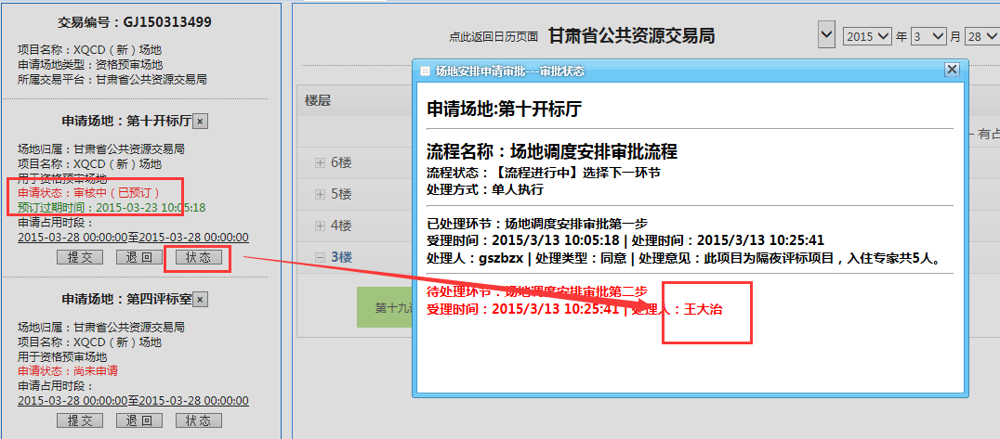 交易编号：GJ150313499
项目名称：XQCD（新）场地
申请场地类型：资格预审场地
所属交易平台：甘肃省公共资源交易局
申请场地：第十开标厅 ×
场地归属：甘肃省公共资源交易局
项目名称：XQCD（新）场地
用于资格预审场地
申请状态：审核中（已预订）
预订过期时间：2015-03-23 10:05:18
申请占用时段：
2015-03-28 00:00:00至2015-03-28 00:00:00
提交 退回 状态
申请场地：第四评标室 ×
场地归属：甘肃省公共资源交易局
项目名称：XQCD（新）场地
用于资格预审场地
申请状态：尚未申请
申请占用时段：
2015-03-28 00:00:00至2015-03-28 00:00:00
提交 退回 状态
点此返回日历页面 甘肃省公共资源交易局 2015 年 3 月 28
楼层
有占
6楼
5楼
4楼
3楼
第十九
场地安排申请审批---审批状态
申请场地:第十开标厅
流程名称：场地调度安排审批流程
流程状态：【流程进行中】选择下一环节
处理方式：单人执行
已处理环节：场地调度安排审批第一步
受理时间：2015/3/13 10:05:18 | 处理时间：2015/3/13 10:25:41
处理人：gszbzx | 处理类型：同意 | 处理意见：此项目为隔夜评标项目，入住专家共5人。
待处理环节：场地调度安排审批第二步
受理时间：2015/3/13 10:25:41 | 处理人：王大治